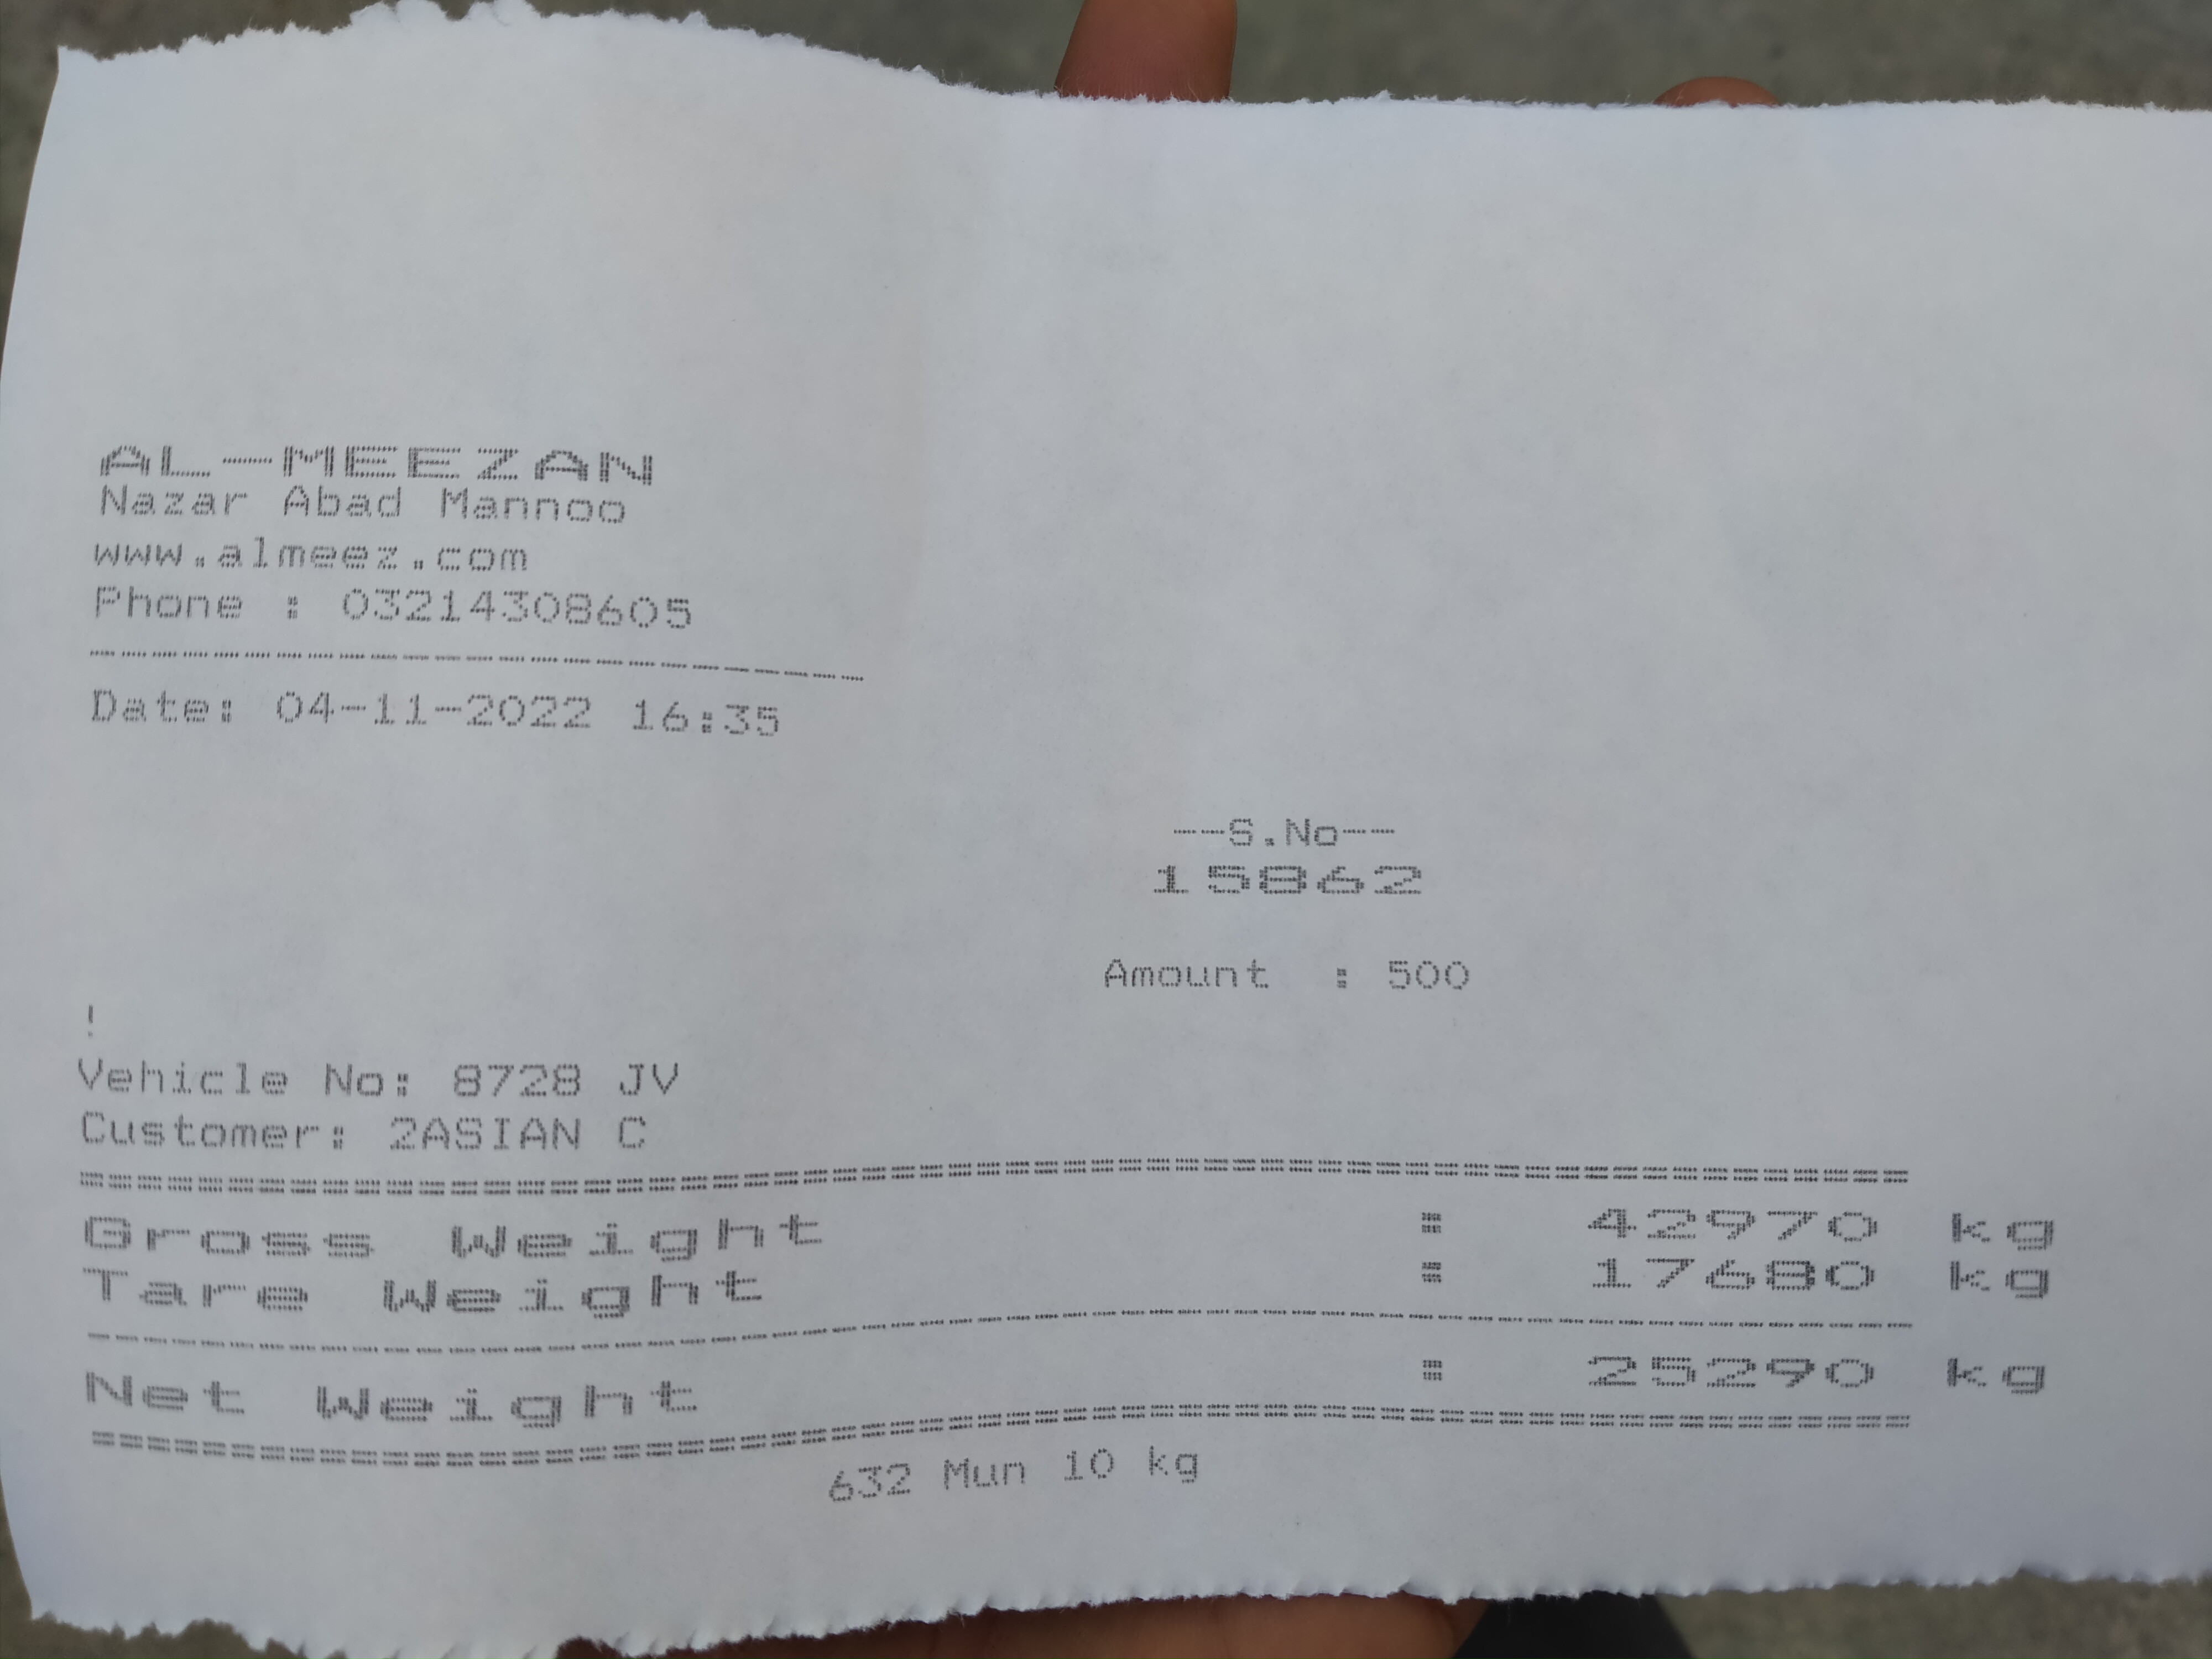 AL-MEEZAN
Nazar Abad Mannoo
www.almeez.com
Phone : 03214308605
Date: 04-11-2022 16:35
--S.No--
15862
Amount : 500
!
Vehicle No: 8728 JV
Customer: 2ASIAN C
Gross Weight : 42970 kg
Tare Weight : 17680 kg
Net Weight : 25290 kg
632 Mun 10 kg